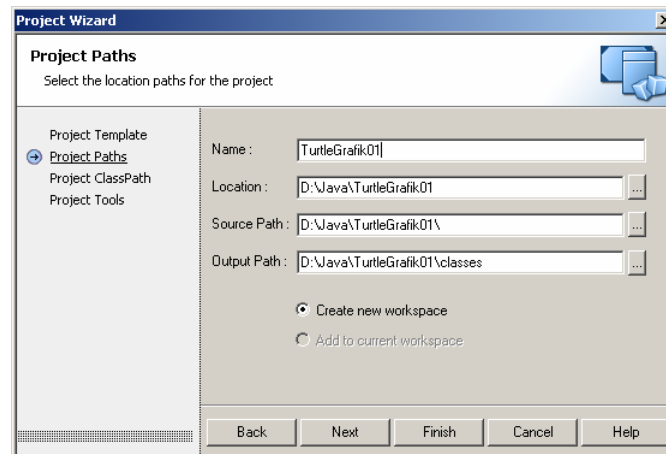 Project Wizard
Project Paths
Select the location paths for the project
Project Template
Project Paths
Project ClassPath
Project Tools
Name : TurtleGrafik01
Location : D:\Java\TurtleGrafik01 ...
Source Path : D:\Java\TurtleGrafik01\ ...
Output Path : D:\Java\TurtleGrafik01\classes ...
Create new workspace
Add to current workspace
Back Next Finish Cancel Help